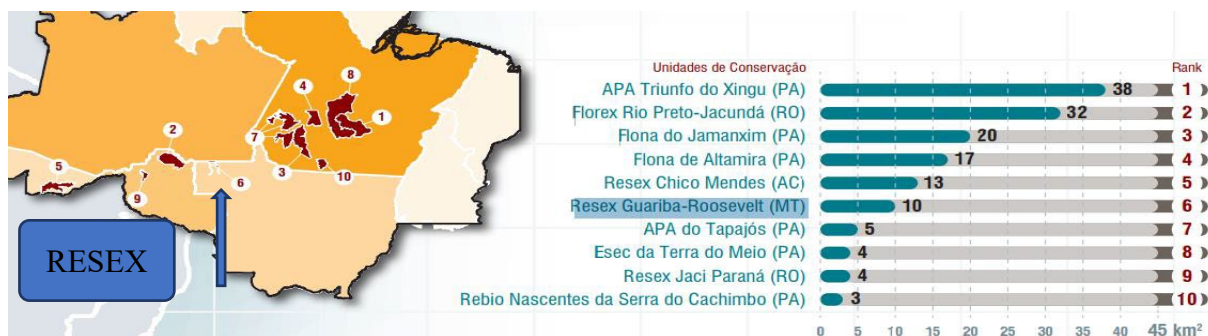 8
4
1
7
2
5
6
3
10
9
RESEX
Unidades de Conservação Rank
APA Triunfo do Xingu (PA) 38 1
Florex Rio Preto-Jacundá (RO) 32 2
Flona do Jamanxim (PA) 20 3
Flona de Altamira (PA) 17 4
Resex Chico Mendes (AC) 13 5
Resex Guariba-Roosevelt (MT) 10 6
APA do Tapajós (PA) 5 7
Esec da Terra do Meio (PA) 4 8
Resex Jaci Paraná (RO) 4 9
Rebio Nascentes da Serra do Cachimbo (PA) 3 10
0 5 10 15 20 25 30 35 40 45 km²